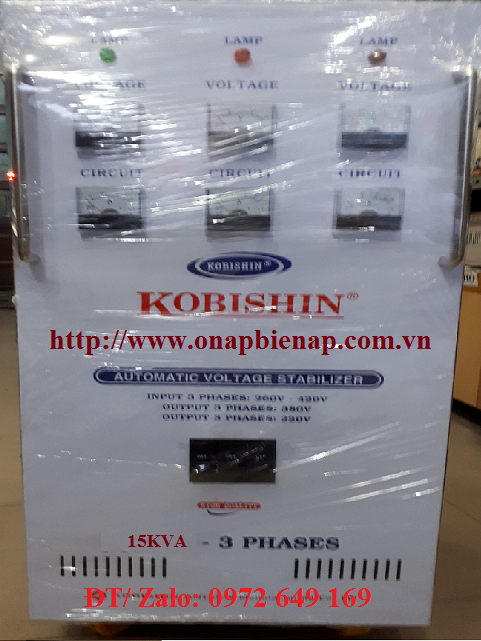 LAMP LAMP LAMP
VOLTAGE VOLTAGE VOLTAGE
CIRCUIT CIRCUIT CIRCUIT
KOBISHIN®
KOBISHIN®
http://www.onapbienap.com.vn
AUTOMATIC VOLTAGE STABILIZER
INPUT 3 PHASES: 260V - 420V
OUTPUT 3 PHASES: 380V
OUTPUT 3 PHASES: 220V
HIGH QUALITY
15KVA - 3 PHASES
ĐT/ Zalo: 0972 649 169